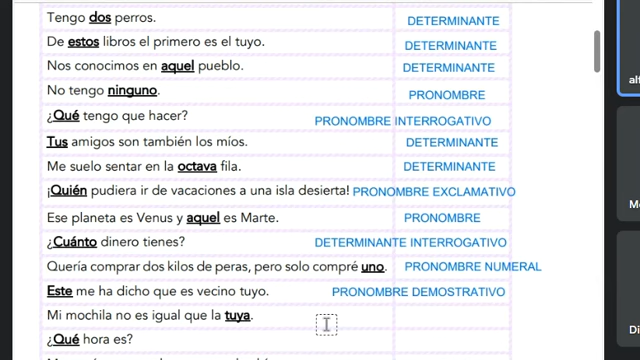 Tengo dos perros. DETERMINANTE
De estos libros el primero es el tuyo. DETERMINANTE
Nos conocimos en aquel pueblo. DETERMINANTE
No tengo ninguno. PRONOMBRE
¿Qué tengo que hacer? PRONOMBRE INTERROGATIVO
Tus amigos son también los míos. DETERMINANTE
Me suelo sentar en la octava fila. DETERMINANTE
¡Quién pudiera ir de vacaciones a una isla desierta! PRONOMBRE EXCLAMATIVO
Ese planeta es Venus y aquel es Marte. PRONOMBRE
¿Cuánto dinero tienes? DETERMINANTE INTERROGATIVO
Quería comprar dos kilos de peras, pero solo compré uno. PRONOMBRE NUMERAL
Este me ha dicho que es vecino tuyo. PRONOMBRE DEMOSTRATIVO
Mi mochila no es igual que la tuya.
¿Qué hora es?